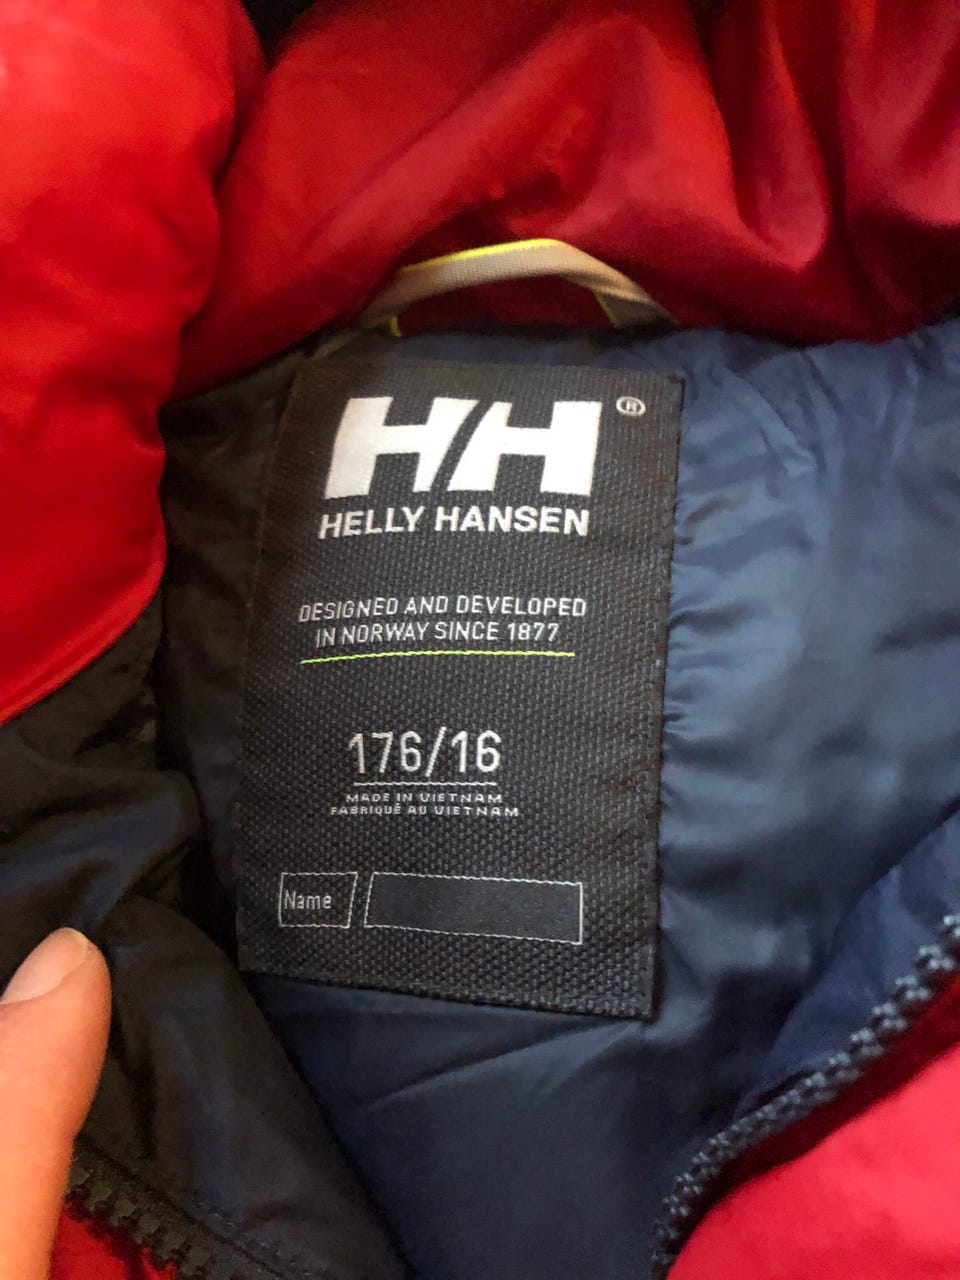 HH®
HELLY HANSEN
DESIGNED AND DEVELOPED
IN NORWAY SINCE 1877
176/16
MADE IN VIETNAM
FABRIQUÉ AU VIETNAM
Name